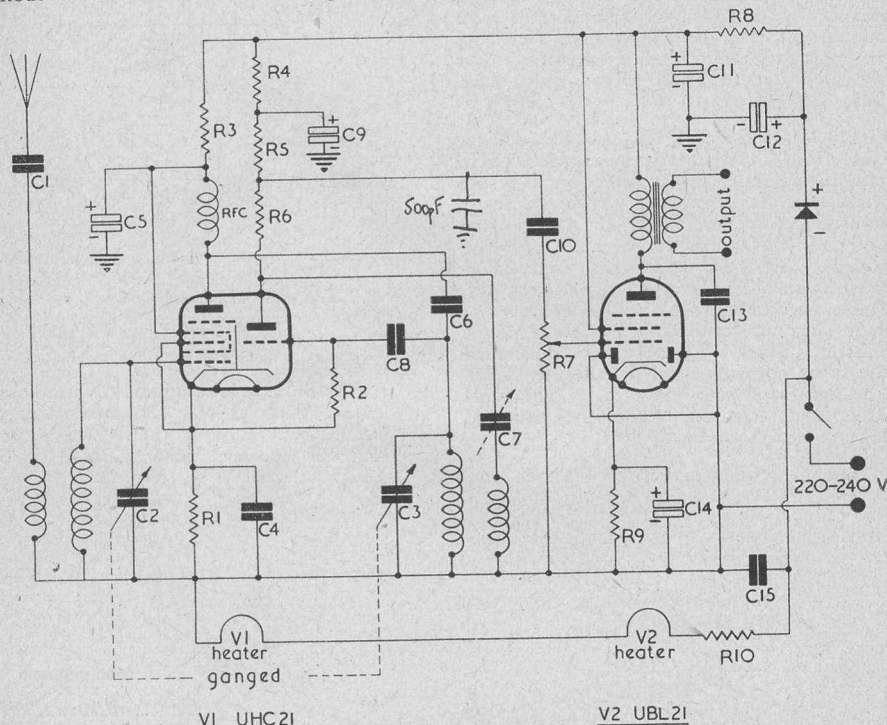 R8
R4
+
C11
-
R3
+
C9
-
- +
C12
C1
R5
+
C5
-
RFC
R6
500pF
C10
output
+
-
C6
C13
C8
R7
R2
C7
220-240 V
C2
R1
C4
C3
R9
+
C14
-
C15
V1
heater
V2
heater
R10
ganged
V1 UHC21
V2 UBL21